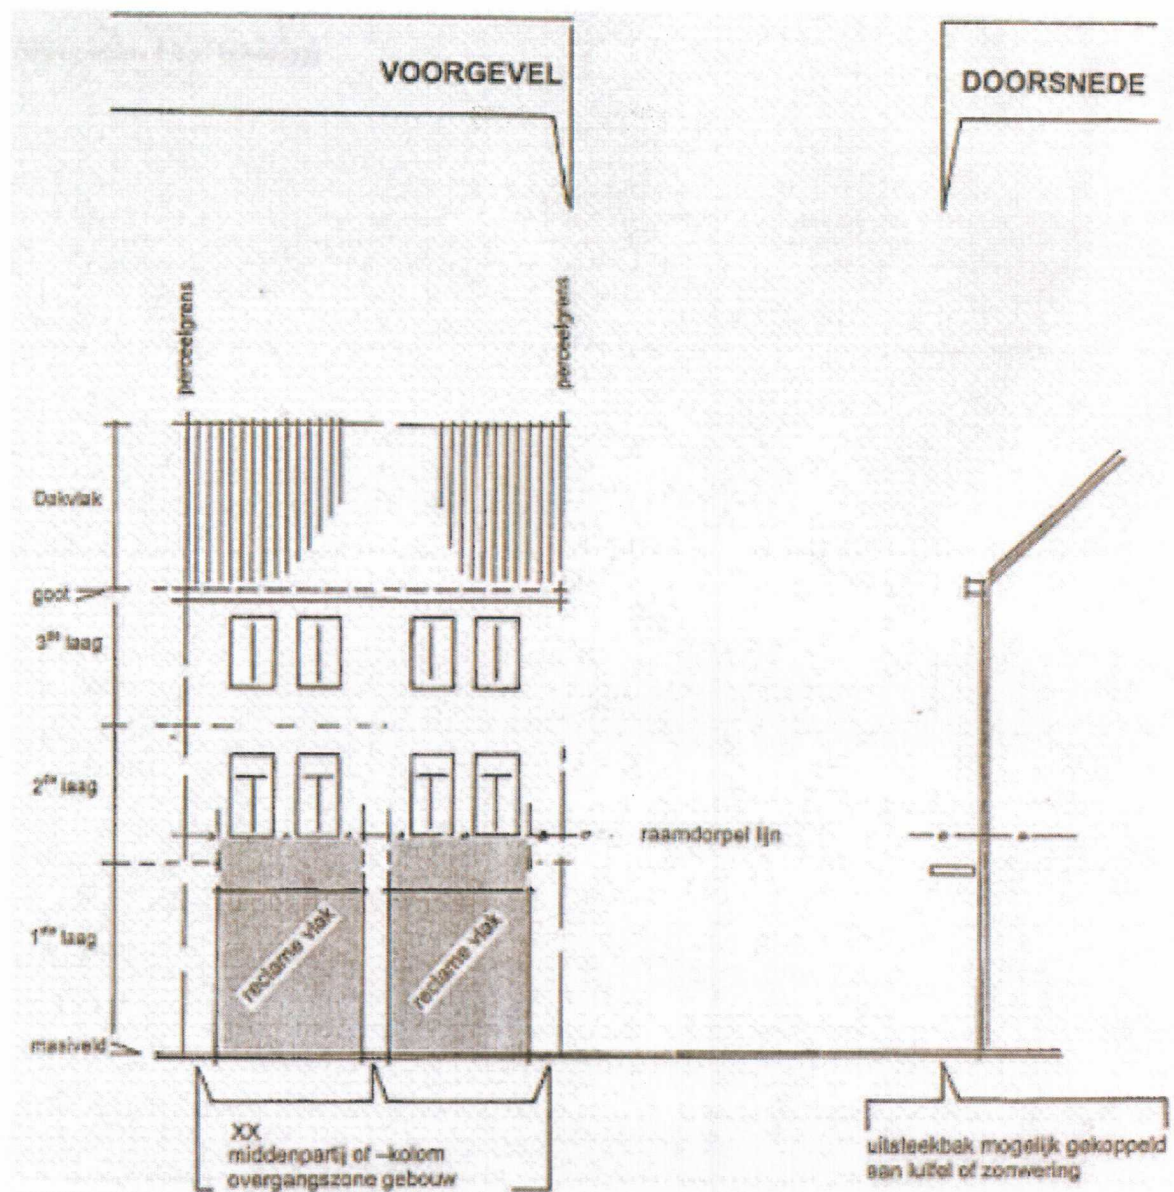 VOORGEVEL
DOORSNEDE
perceelgrens
perceelgrens
Dakvlak
goot
3de laag
2de laag
raamdorpel lijn
1ste laag
reclame vlak
reclame vlak
maaiveld
XX
middenpartij of –kolom
overgangszone gebouw
uitsteekbak mogelijk gekoppeld
aan luifel of zonwering